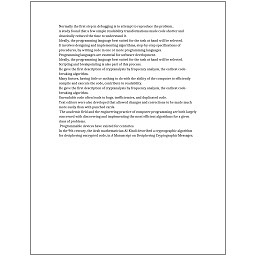 Normally the first step in debugging is to attempt to reproduce the problem.
A study found that a few simple readability transformations made code shorter and
drastically reduced the time to understand it.
Ideally, the programming language best suited for the task at hand will be selected.
It involves designing and implementing algorithms, step-by-step specifications of
procedures, by writing code in one or more programming languages.
Programming languages are essential for software development.
Ideally, the programming language best suited for the task at hand will be selected.
Scripting and breakpointing is also part of this process.
He gave the first description of cryptanalysis by frequency analysis, the earliest code-
breaking algorithm.
Many factors, having little or nothing to do with the ability of the computer to efficiently
compile and execute the code, contribute to readability.
He gave the first description of cryptanalysis by frequency analysis, the earliest code-
breaking algorithm.
Unreadable code often leads to bugs, inefficiencies, and duplicated code.
Text editors were also developed that allowed changes and corrections to be made much
more easily than with punched cards.
The academic field and the engineering practice of computer programming are both largely
concerned with discovering and implementing the most efficient algorithms for a given
class of problems.
Programmable devices have existed for centuries.
In the 9th century, the Arab mathematician Al-Kindi described a cryptographic algorithm
for deciphering encrypted code, in A Manuscript on Deciphering Cryptographic Messages.